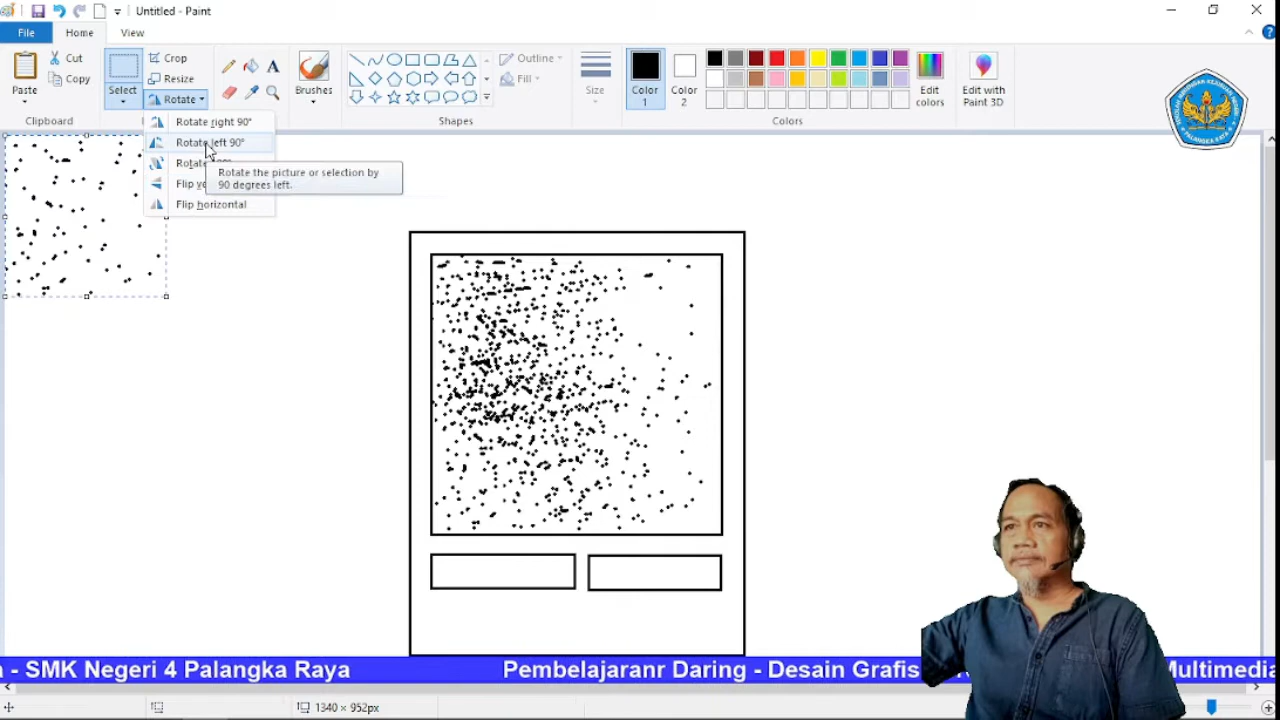 Untitled - Paint
File
Home
View
Paste
Cut
Copy
Clipboard
Select
Crop
Resize
Rotate
Brushes
Outline
Fill
Shapes
Size
Color
1
Color
2
Edit
colors
Edit with
Paint 3D
Colors
Rotate right 90°
Rotate left 90°
Rotate the picture or selection by
90 degrees left.
Flip horizontal
- SMK Negeri 4 Palangka Raya
Pembelajaranr Daring - Desain Grafis
Multimedia
1340 × 952px